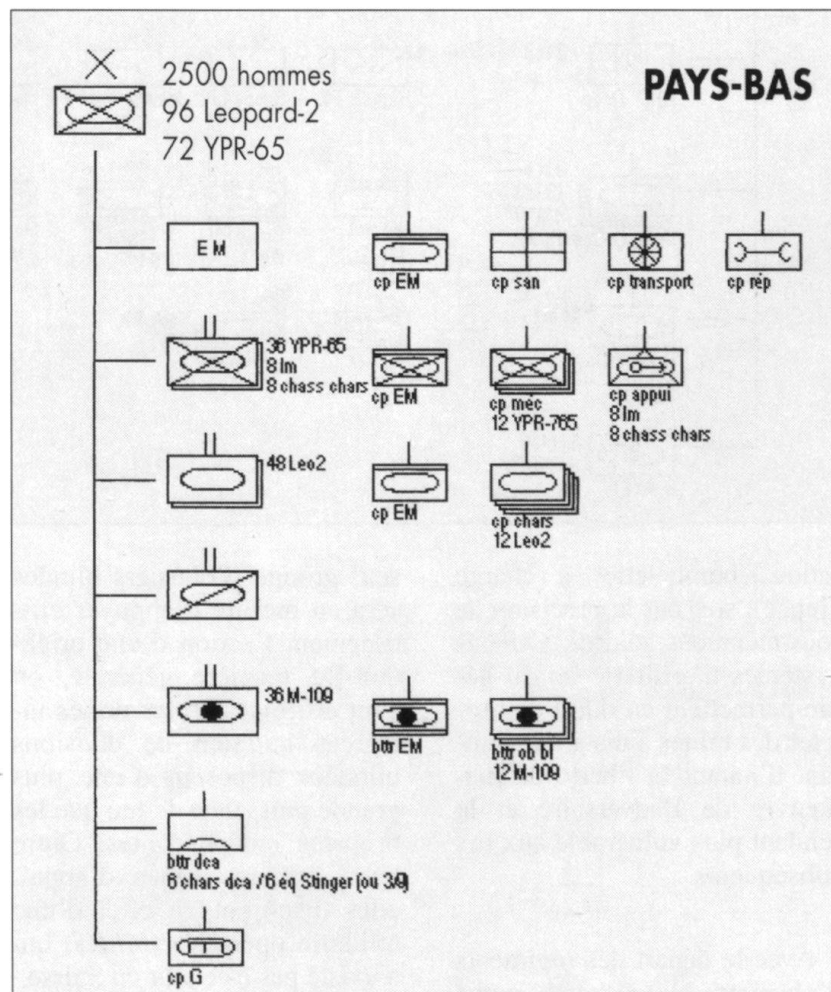 2500 hommes
96 Leopard-2
72 YPR-65
PAYS-BAS
EM
cp EM
cp san
cp transport
cp rép
36 YPR-65
8 lm
8 chass chars
cp EM
cp méc
12 YPR-765
cp appui
8 lm
8 chass chars
48 Leo2
cp EM
cp chars
12 Leo2
36 M-109
bttr EM
bttr ob bl
12 M-109
bttr dca
6 chars dca / 6 éq Stinger (ou 3/9)
cp G